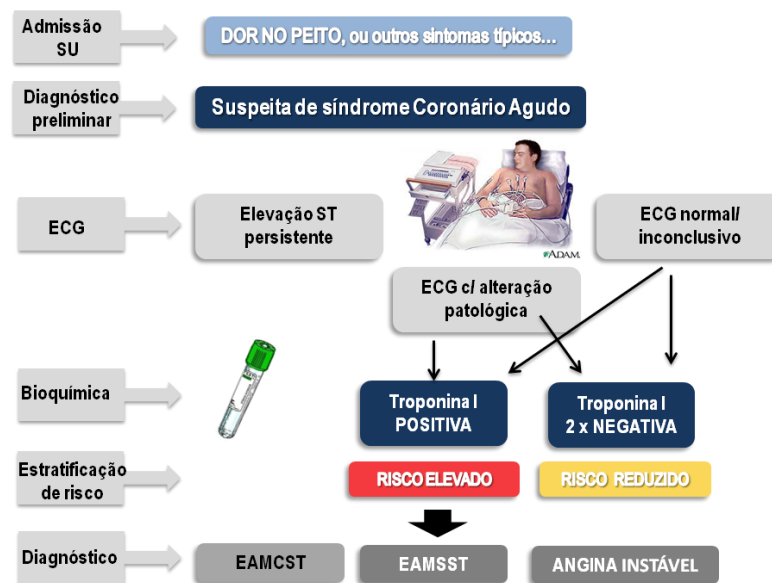 Admissão
SU
DOR NO PEITO, ou outros sintomas típicos...
Diagnóstico
preliminar
Suspeita de síndrome Coronário Agudo
ECG
Elevação ST
persistente
ADAM.
ECG normal/
inconclusivo
ECG c/ alteração
patológica
Bioquímica
Troponina I
POSITIVA
Troponina I
2 x NEGATIVA
Estratificação
de risco
RISCO ELEVADO
RISCO REDUZIDO
Diagnóstico
EAMCST
EAMSST
ANGINA INSTÁVEL